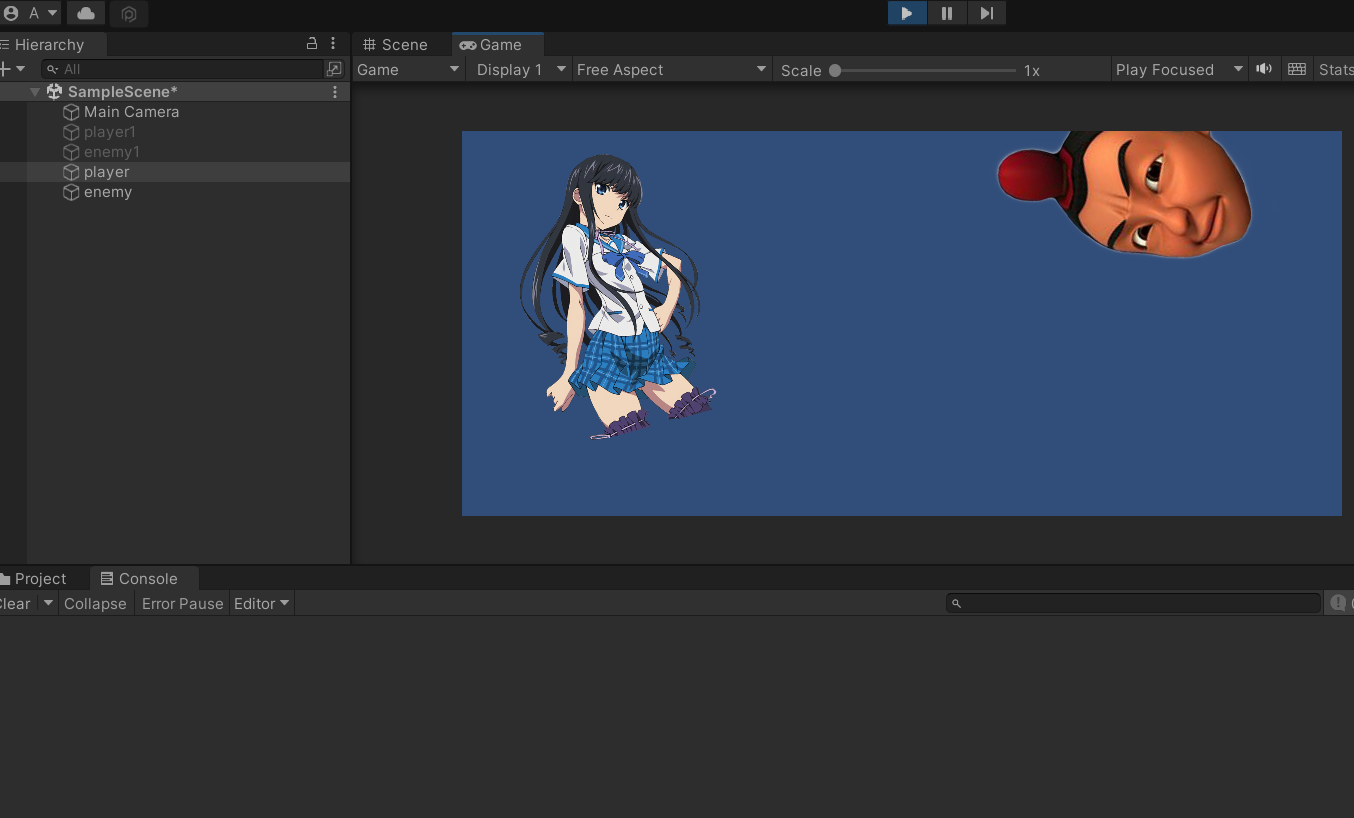 A
Hierarchy
Scene
Game
All
Game
Display 1
Free Aspect
Scale
1x
Play Focused
Stats
SampleScene*
Main Camera
player1
enemy1
player
enemy
Project
Console
Clear
Collapse
Error Pause
Editor